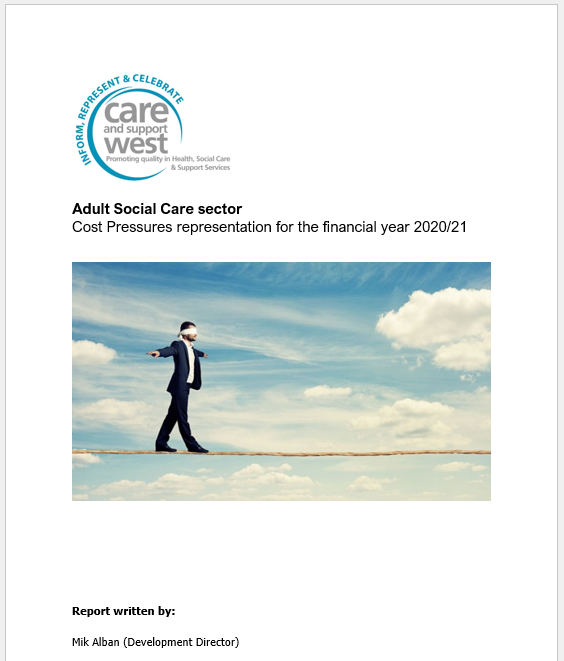 INFORM, REPRESENT & CELEBRATE
care
and support
west
Promoting quality in Health, Social Care
& Support Services
Adult Social Care sector
Cost Pressures representation for the financial year 2020/21
Report written by:
Mik Alban (Development Director)